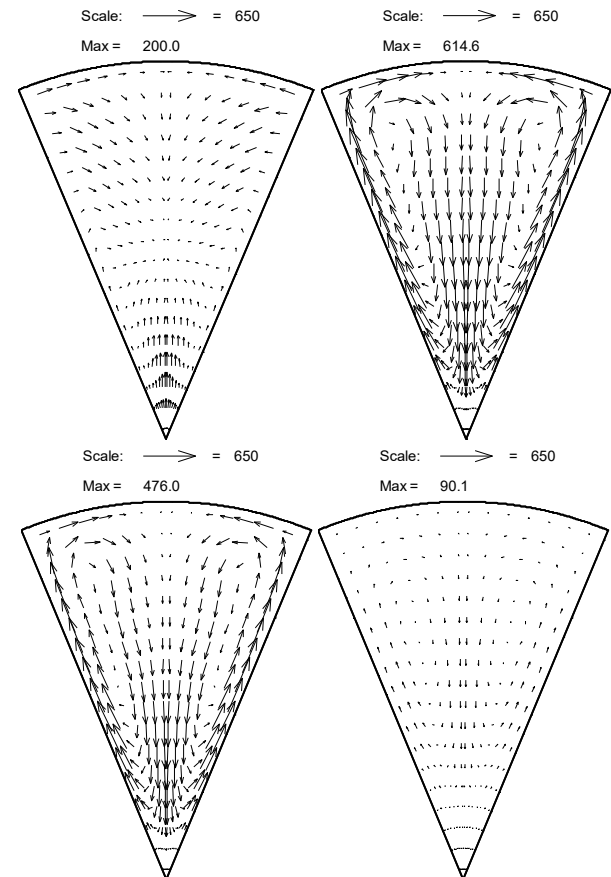 Scale: = 650
Max = 200.0
Scale: = 650
Max = 614.6
Scale: = 650
Max = 476.0
Scale: = 650
Max = 90.1